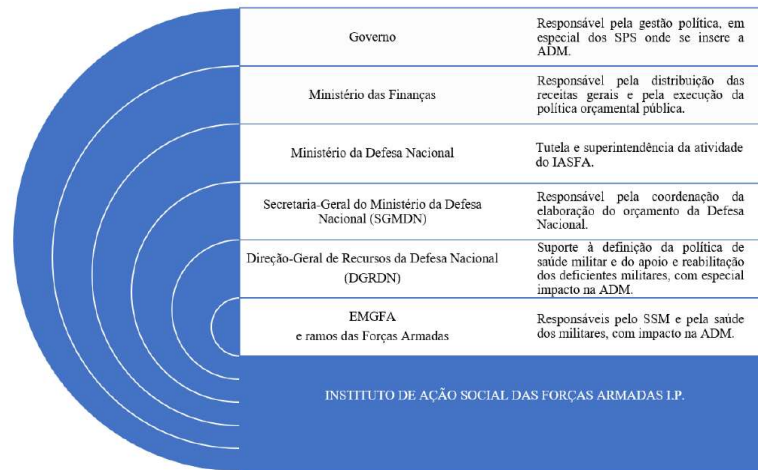 Governo
Responsável pela gestão política, em
especial dos SPS onde se insere a
ADM.
Ministério das Finanças
Responsável pela distribuição das
receitas gerais e pela execução da
política orçamental pública.
Ministério da Defesa Nacional
Tutela e superintendência da atividade
do IASFA.
Secretaria-Geral do Ministério da Defesa
Nacional (SGMDN)
Responsável pela coordenação da
elaboração do orçamento da Defesa
Nacional.
Direção-Geral de Recursos da Defesa Nacional
(DGRDN)
Suporte à definição da política de
saúde militar e do apoio e reabilitação
dos deficientes militares, com especial
impacto na ADM.
EMGFA
e ramos das Forças Armadas
Responsáveis pelo SSM e pela saúde
dos militares, com impacto na ADM.
INSTITUTO DE AÇÃO SOCIAL DAS FORÇAS ARMADAS I.P.